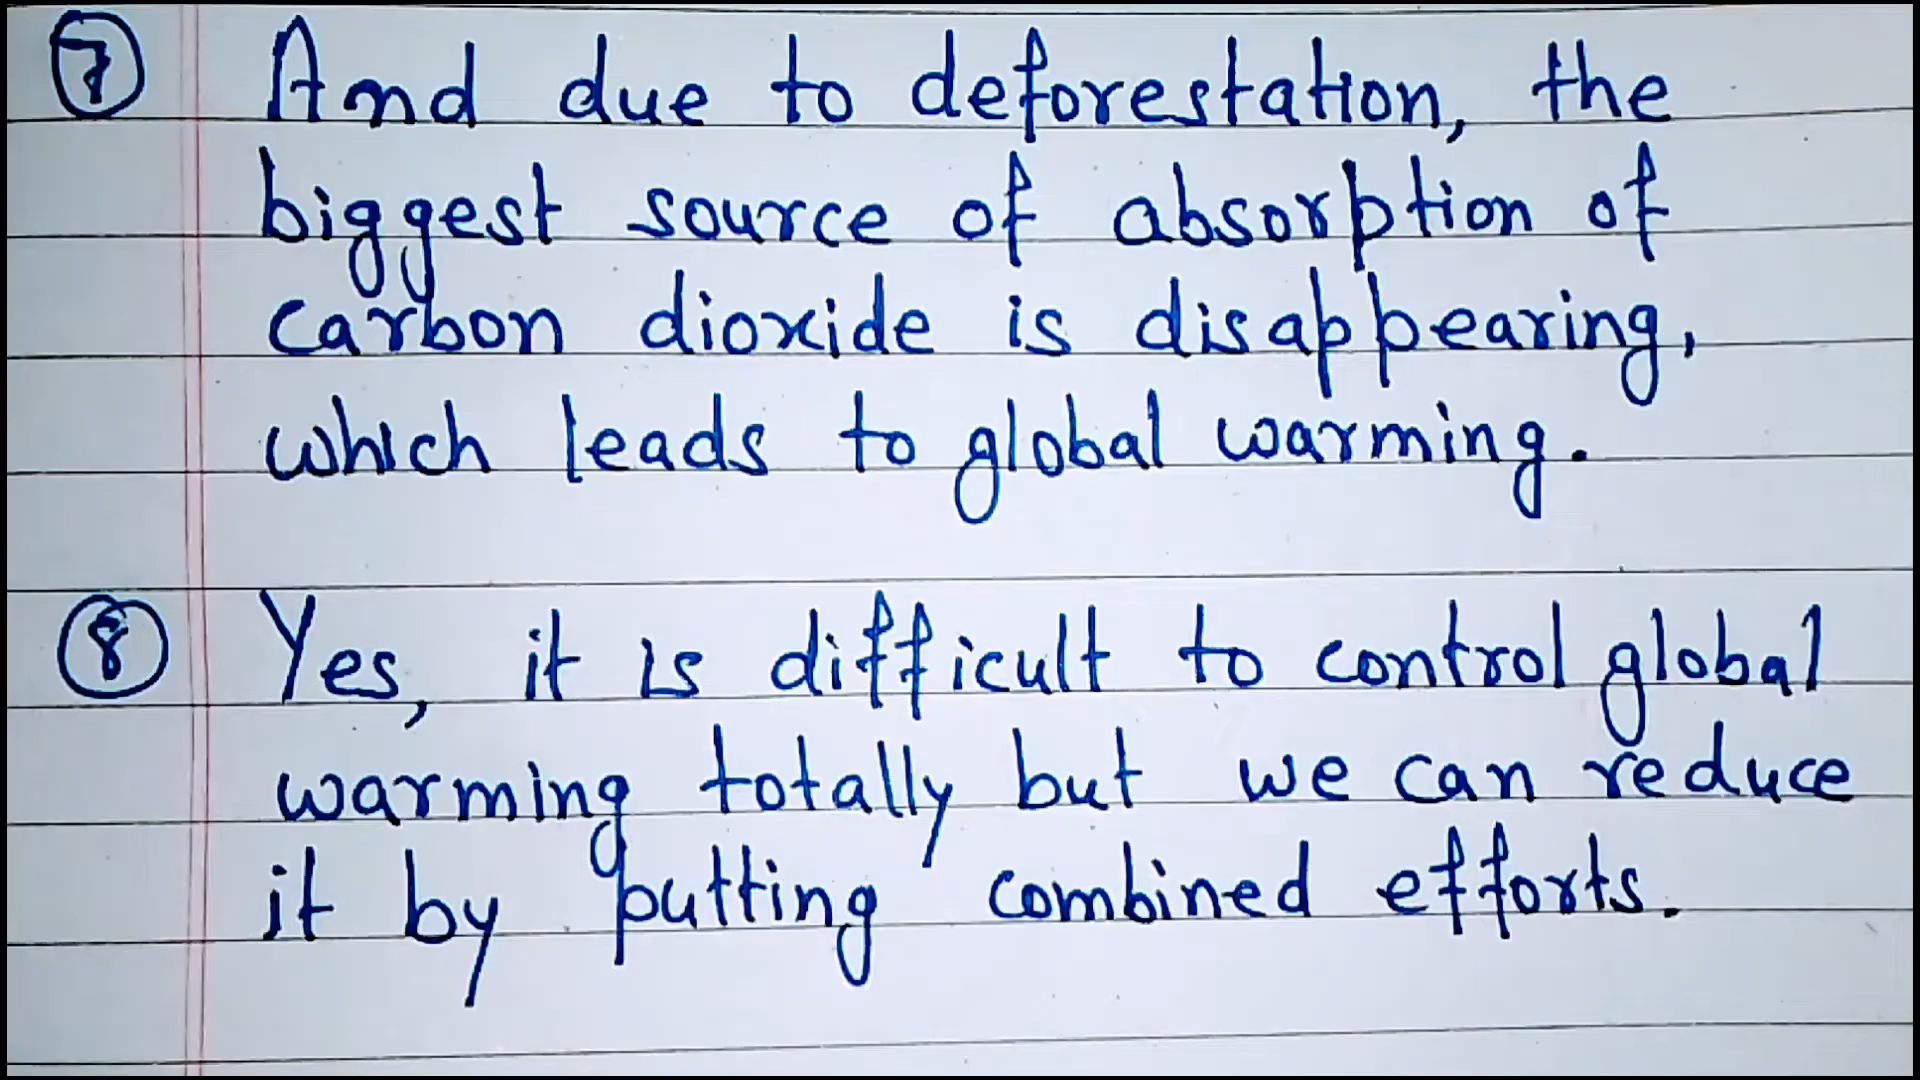 7 And due to deforestation, the
biggest source of absorption of
carbon dioxide is disappearing,
which leads to global warming.
8 Yes, it is difficult to control global
warming totally but we can reduce
it by putting combined efforts.